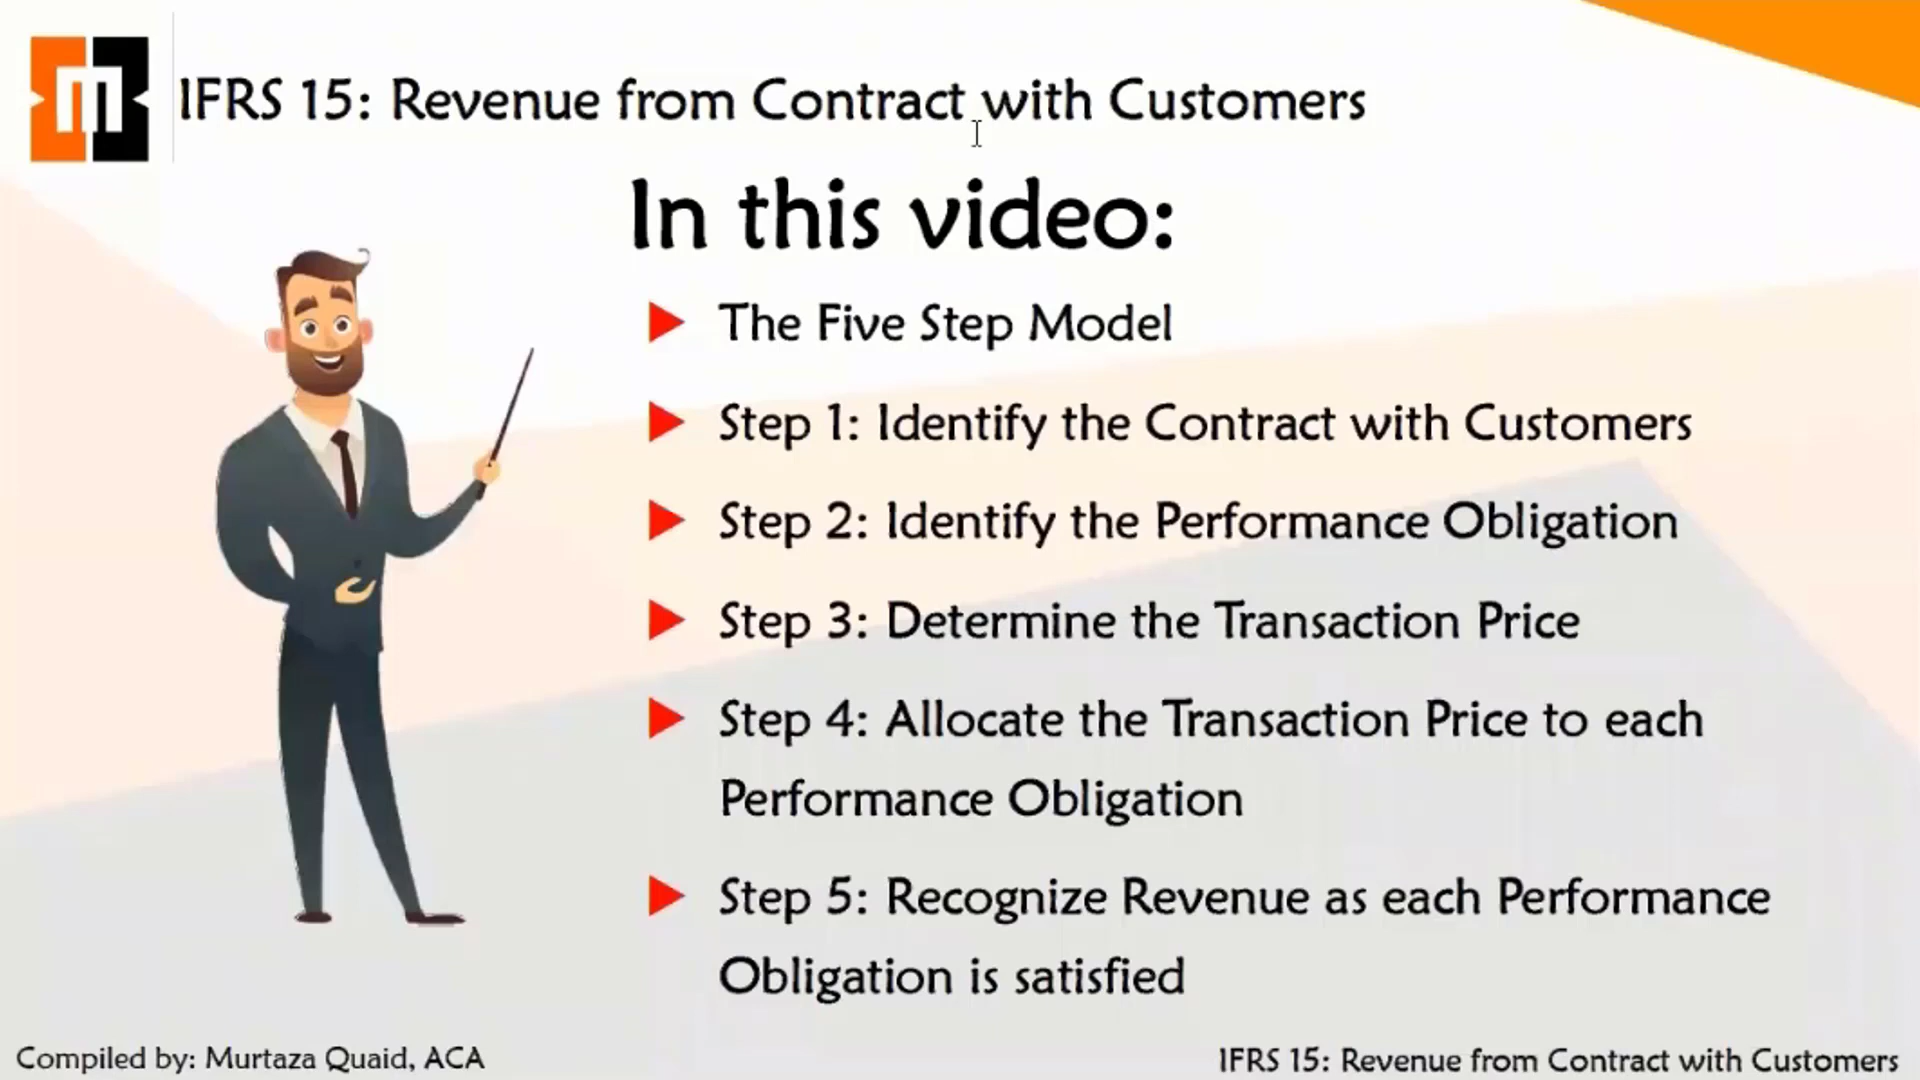 IFRS 15: Revenue from Contract with Customers
In this video:
The Five Step Model
Step 1: Identify the Contract with Customers
Step 2: Identify the Performance Obligation
Step 3: Determine the Transaction Price
Step 4: Allocate the Transaction Price to each
Performance Obligation
Step 5: Recognize Revenue as each Performance
Obligation is satisfied
Compiled by: Murtaza Quaid, ACA
IFRS 15: Revenue from Contract with Customers